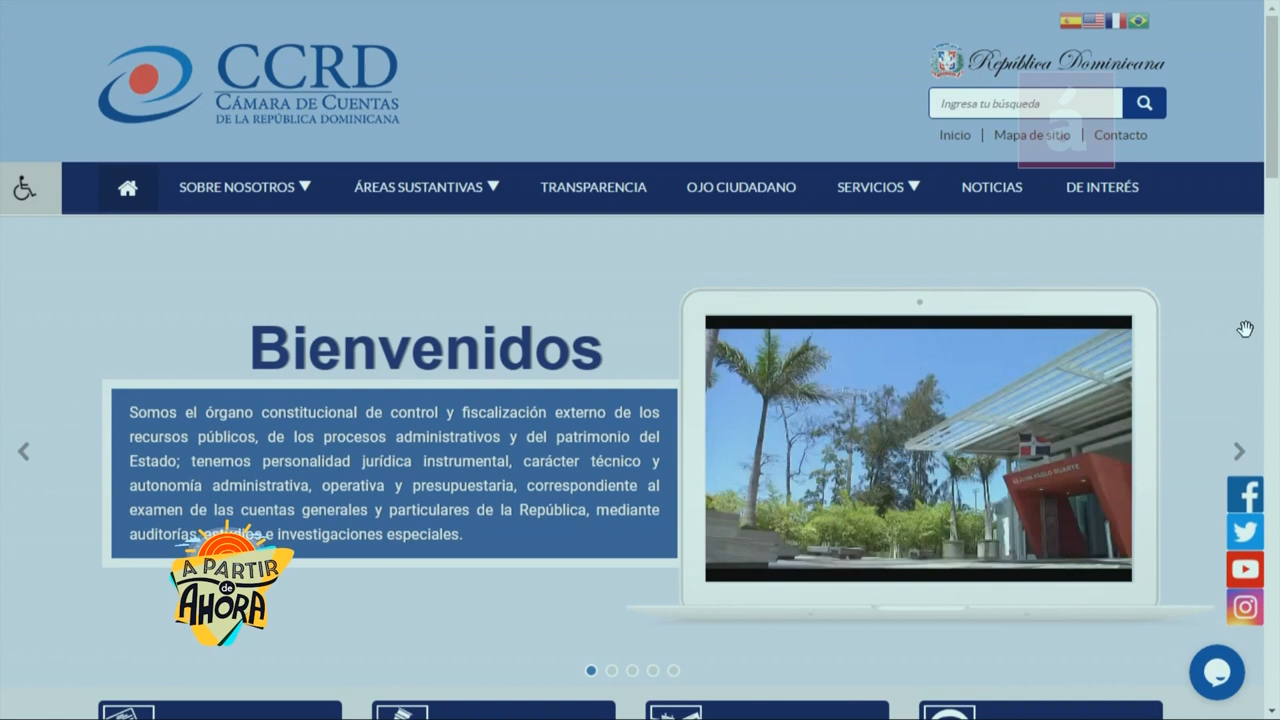 CCRD
CÁMARA DE CUENTAS
DE LA REPÚBLICA DOMINICANA
República Dominicana
Ingresa tu búsqueda
Inicio | Mapa de sitio | Contacto
á
SOBRE NOSOTROS ÁREAS SUSTANTIVAS TRANSPARENCIA OJO CIUDADANO SERVICIOS NOTICIAS DE INTERÉS
Bienvenidos
Somos el órgano constitucional de control y fiscalización externo de los
recursos públicos, de los procesos administrativos y del patrimonio del
Estado; tenemos personalidad jurídica instrumental, carácter técnico y
autonomía administrativa, operativa y presupuestaria, correspondiente al
examen de las cuentas generales y particulares de la República, mediante
auditorías, estudios e investigaciones especiales.
A PARTIR
de
AHORA